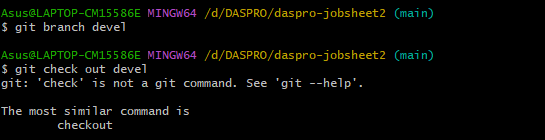 Asus@LAPTOP-CM15586E MINGW64 /d/DASPRO/daspro-jobsheet2 (main)
$ git branch devel
Asus@LAPTOP-CM15586E MINGW64 /d/DASPRO/daspro-jobsheet2 (main)
$ git check out devel
git: 'check' is not a git command. See 'git --help'.
The most similar command is
checkout